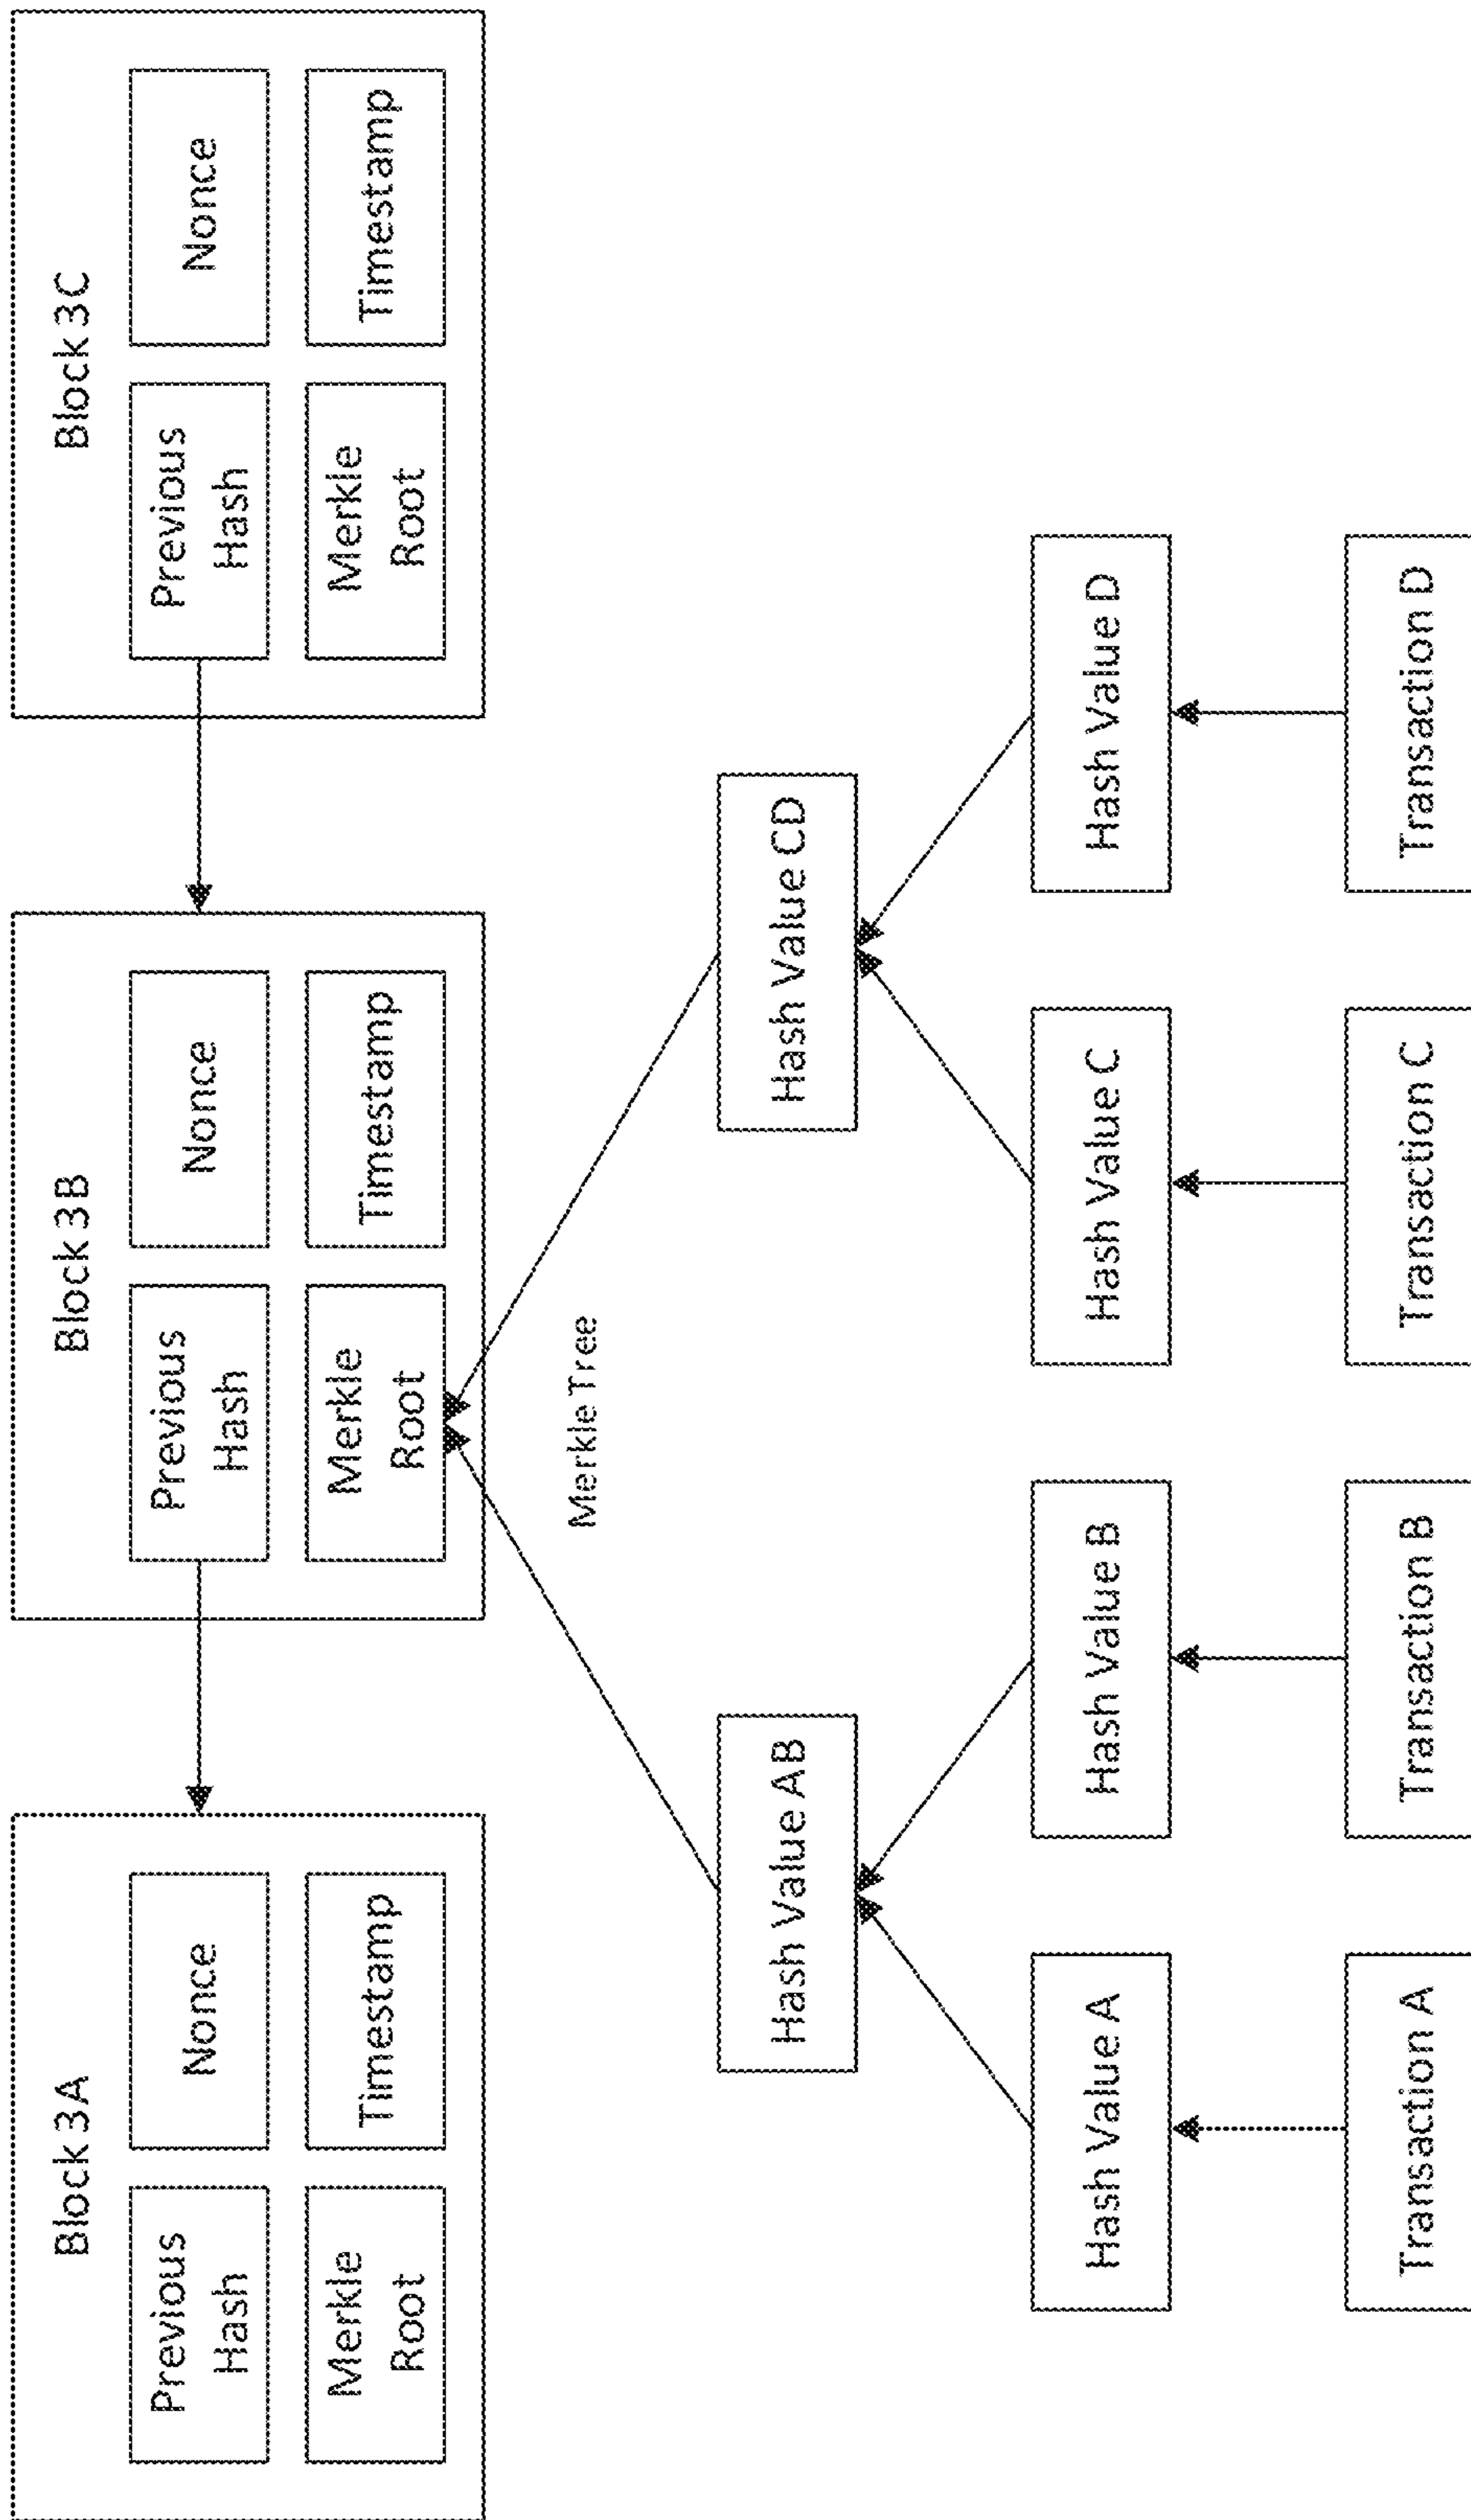 Block 3A
Previous
Hash
Nonce
Merkle
Root
Timestamp
Block 3B
Previous
Hash
Nonce
Merkle
Root
Timestamp
Block 3C
Previous
Hash
Nonce
Merkle
Root
Timestamp
Merkle Tree
Hash Value AB
Hash Value CD
Hash Value A
Hash Value B
Hash Value C
Hash Value D
Transaction A
Transaction B
Transaction C
Transaction D